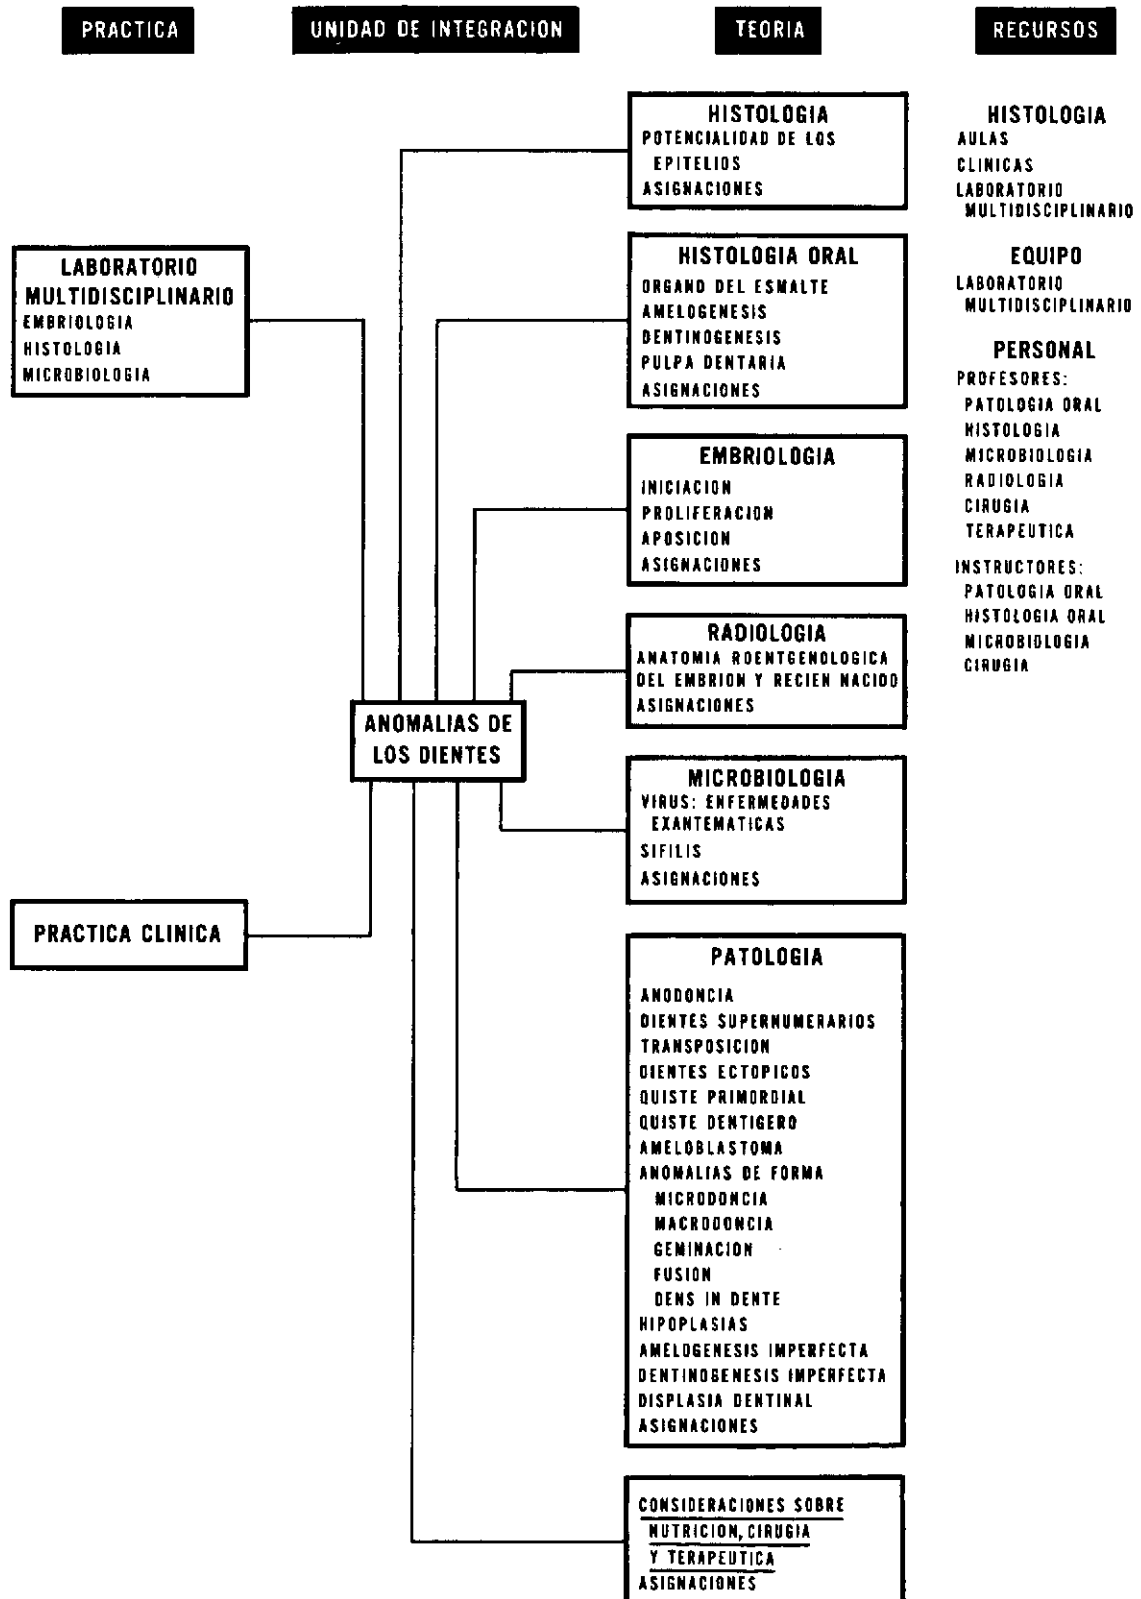 PRACTICA
UNIDAD DE INTEGRACION
TEORIA
RECURSOS
LABORATORIO
MULTIDISCIPLINARIO
EMBRIOLOGIA
HISTOLOGIA
MICROBIOLOGIA
PRACTICA CLINICA
ANOMALIAS DE
LOS DIENTES
HISTOLOGIA
POTENCIALIDAD DE LOS
EPITELIOS
ASIGNACIONES
HISTOLOGIA ORAL
ORGANO DEL ESMALTE
AMELOGENESIS
DENTINOGENESIS
PULPA DENTARIA
ASIGNACIONES
EMBRIOLOGIA
INICIACION
PROLIFERACION
APOSICION
ASIGNACIONES
RADIOLOGIA
ANATOMIA ROENTGENOLOGICA
DEL EMBRION Y RECIEN NACIDO
ASIGNACIONES
MICROBIOLOGIA
VIRUS: ENFERMEDADES
EXANTEMATICAS
SIFILIS
ASIGNACIONES
PATOLOGIA
ANODONCIA
DIENTES SUPERNUMERARIOS
TRANSPOSICION
DIENTES ECTOPICOS
QUISTE PRIMORDIAL
QUISTE DENTIGERO
AMELOBLASTOMA
ANOMALIAS DE FORMA
MICRODONCIA
MACRODONCIA
GEMINACION
FUSION
DENS IN DENTE
HIPOPLASIAS
AMELOGENESIS IMPERFECTA
DENTINOGENESIS IMPERFECTA
DISPLASIA DENTINAL
ASIGNACIONES
CONSIDERACIONES SOBRE
NUTRICION, CIRUGIA
Y TERAPEUTICA
ASIGNACIONES
HISTOLOGIA
AULAS
CLINICAS
LABORATORIO
MULTIDISCIPLINARIO
EQUIPO
LABORATORIO
MULTIDISCIPLINARIO
PERSONAL
PROFESORES:
PATOLOGIA ORAL
HISTOLOGIA
MICROBIOLOGIA
RADIOLOGIA
CIRUGIA
TERAPEUTICA
INSTRUCTORES:
PATOLOGIA ORAL
HISTOLOGIA ORAL
MICROBIOLOGIA
CIRUGIA